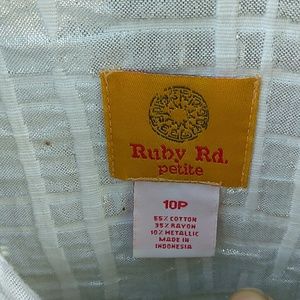 Ruby Rd.
petite
10P
55% COTTON
35% RAYON
10% METALLIC
MADE IN
INDONESIA